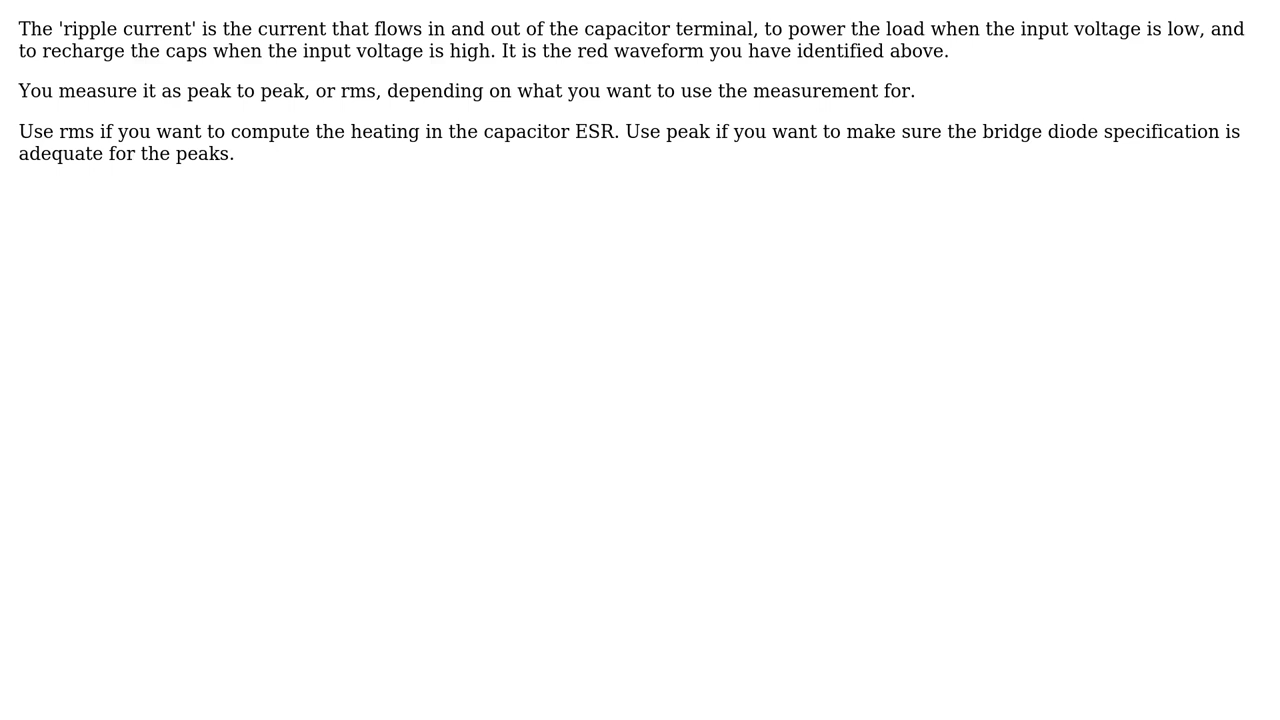 The 'ripple current' is the current that flows in and out of the capacitor terminal, to power the load when the input voltage is low, and
to recharge the caps when the input voltage is high. It is the red waveform you have identified above.
You measure it as peak to peak, or rms, depending on what you want to use the measurement for.
Use rms if you want to compute the heating in the capacitor ESR. Use peak if you want to make sure the bridge diode specification is
adequate for the peaks.